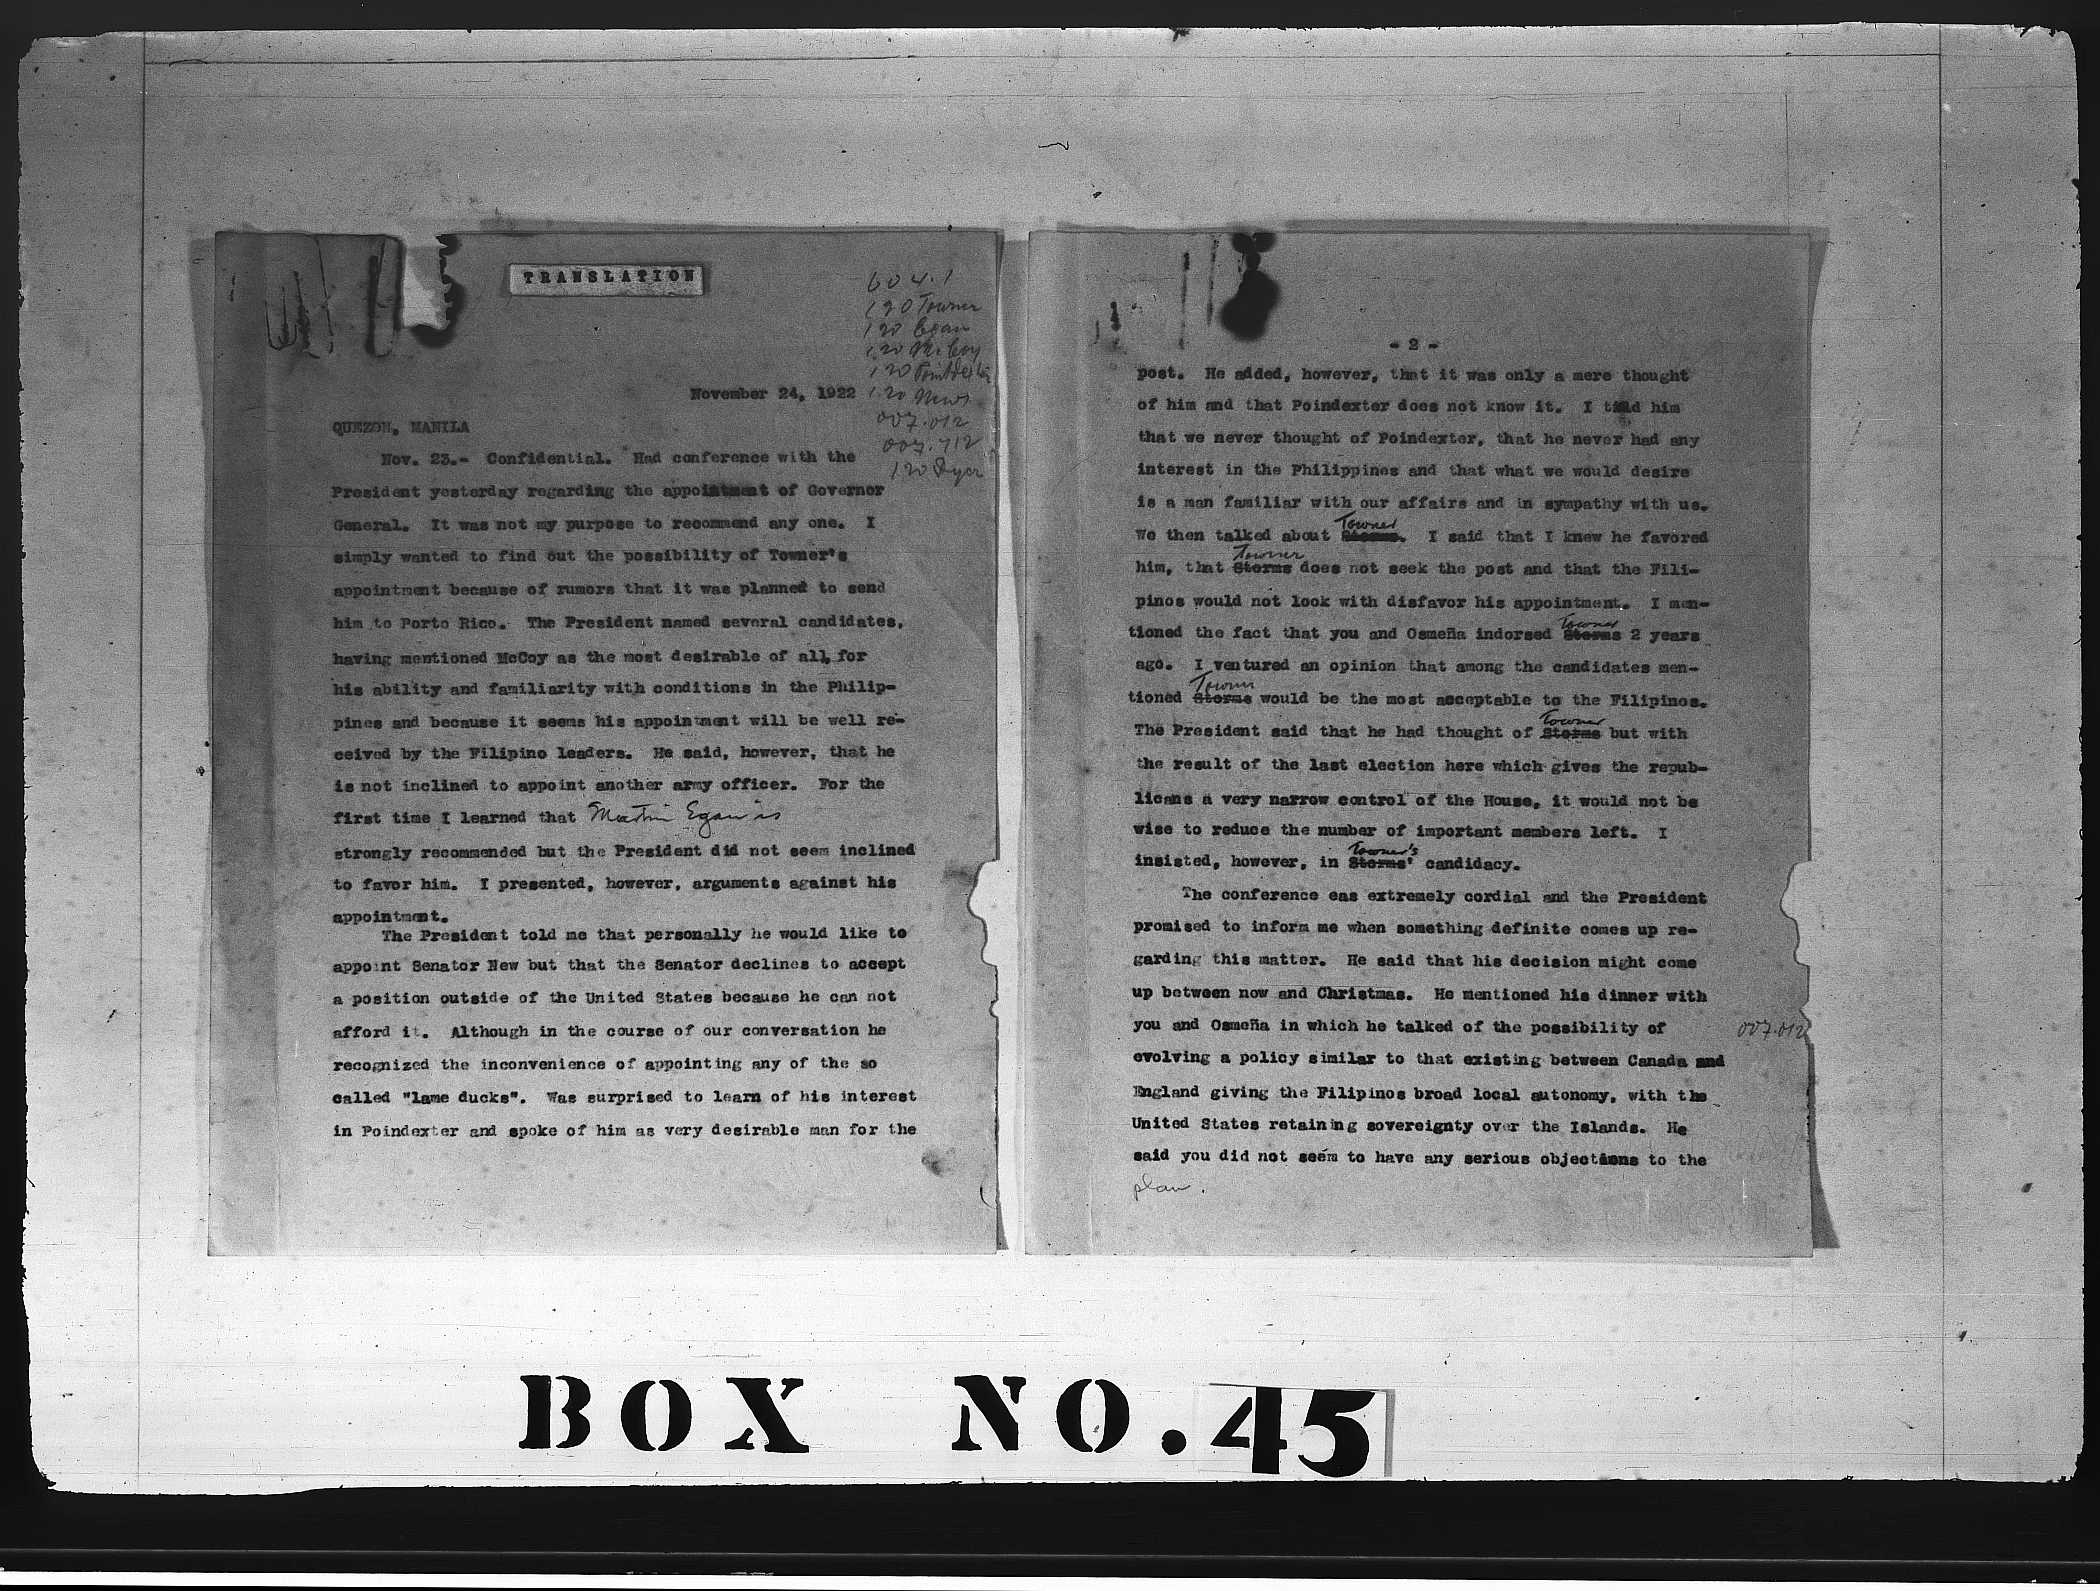 TRANSLATION
604.1
120 Towner
120 Egan
120 McCoy
120 Poindexter
120 New
007.012
007.712
120 Dyer
November 24, 1922
QUEZON, MANILA
Nov. 23.- Confidential. Had conference with the
President yesterday regarding the appointment of Governor
General. It was not my purpose to recommend any one. I
simply wanted to find out the possibility of Towner's
appointment because of rumors that it was planned to send
him to Porto Rico. The President named several candidates,
having mentioned McCoy as the most desirable of all, for
his ability and familiarity with conditions in the Philip-
pines and because it seems his appointment will be well re-
ceived by the Filipino leaders. He said, however, that he
is not inclined to appoint another army officer. For the
first time I learned that Martin Egan is
strongly recommended but the President did not seem inclined
to favor him. I presented, however, arguments against his
appointment.
The President told me that personally he would like to
appoint Senator New but that the Senator declines to accept
a position outside of the United States because he can not
afford it. Although in the course of our conversation he
recognized the inconvenience of appointing any of the so
called "lame ducks". Was surprised to learn of his interest
in Poindexter and spoke of him as very desirable man for the
- 2 -
post. He added, however, that it was only a mere thought
of him and that Poindexter does not know it. I told him
that we never thought of Poindexter, that he never had any
interest in the Philippines and that what we would desire
is a man familiar with our affairs and in sympathy with us.
Towner
We then talked about Storms. I said that I knew he favored
Towner
him, that Storms does not seek the post and that the Fili-
pinos would not look with disfavor his appointment. I men-
Towner
tioned the fact that you and Osmeña indorsed Storms 2 years
ago. I ventured an opinion that among the candidates men-
Towner
tioned Storms would be the most acceptable to the Filipinos.
Towner
The President said that he had thought of Storms but with
the result of the last election here which gives the repub-
licans a very narrow control of the House, it would not be
wise to reduce the number of important members left. I
Towner's
insisted, however, in Storms' candidacy.
The conference eas extremely cordial and the President
promised to inform me when something definite comes up re-
garding this matter. He said that his decision might come
up between now and Christmas. He mentioned his dinner with
you and Osmeña in which he talked of the possibility of
007.012
evolving a policy similar to that existing between Canada and
England giving the Filipinos broad local autonomy, with the
United States retaining sovereignty over the Islands. He
said you did not seem to have any serious objections to the
plan.
BOX NO. 45